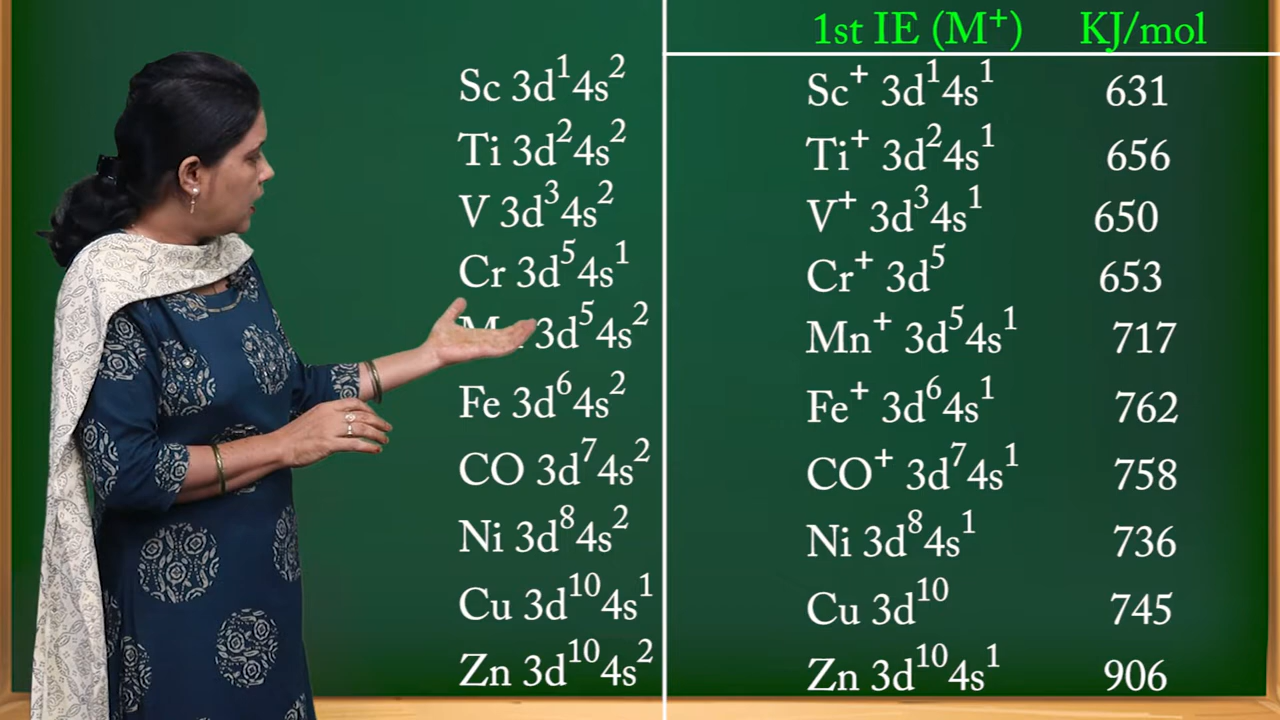 1st IE (M⁺) KJ/mol
Sc 3d¹4s² Sc⁺ 3d¹4s¹ 631
Ti 3d²4s² Ti⁺ 3d²4s¹ 656
V 3d³4s² V⁺ 3d³4s¹ 650
Cr 3d⁵4s¹ Cr⁺ 3d⁵ 653
3d⁵4s² Mn⁺ 3d⁵4s¹ 717
Fe 3d⁶4s² Fe⁺ 3d⁶4s¹ 762
CO 3d⁷4s² CO⁺ 3d⁷4s¹ 758
Ni 3d⁸4s² Ni 3d⁸4s¹ 736
Cu 3d¹⁰4s¹ Cu 3d¹⁰ 745
Zn 3d¹⁰4s² Zn 3d¹⁰4s¹ 906